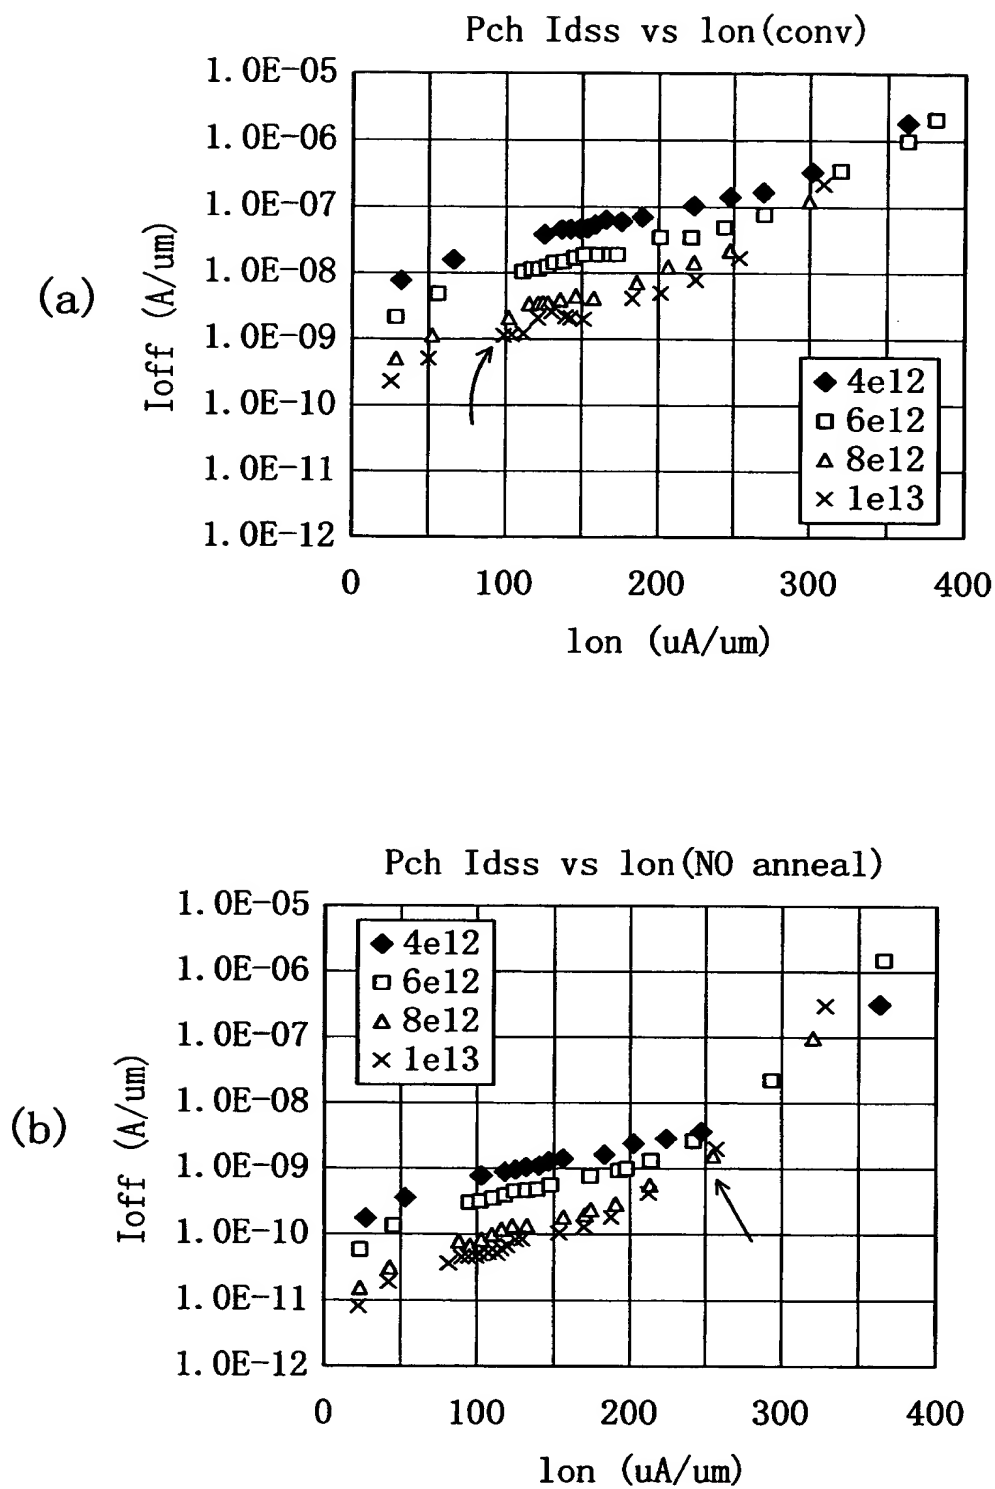 Pch Idss vs lon(conv)
1.0E-05
1.0E-06
1.0E-07
1.0E-08
1.0E-09
1.0E-10
1.0E-11
1.0E-12
(a)
Ioff (A/um)
4e12
6e12
8e12
1e13
0 100 200 300 400
lon (uA/um)
Pch Idss vs lon(NO anneal)
1.0E-05
1.0E-06
1.0E-07
1.0E-08
1.0E-09
1.0E-10
1.0E-11
1.0E-12
(b)
Ioff (A/um)
4e12
6e12
8e12
1e13
0 100 200 300 400
lon (uA/um)